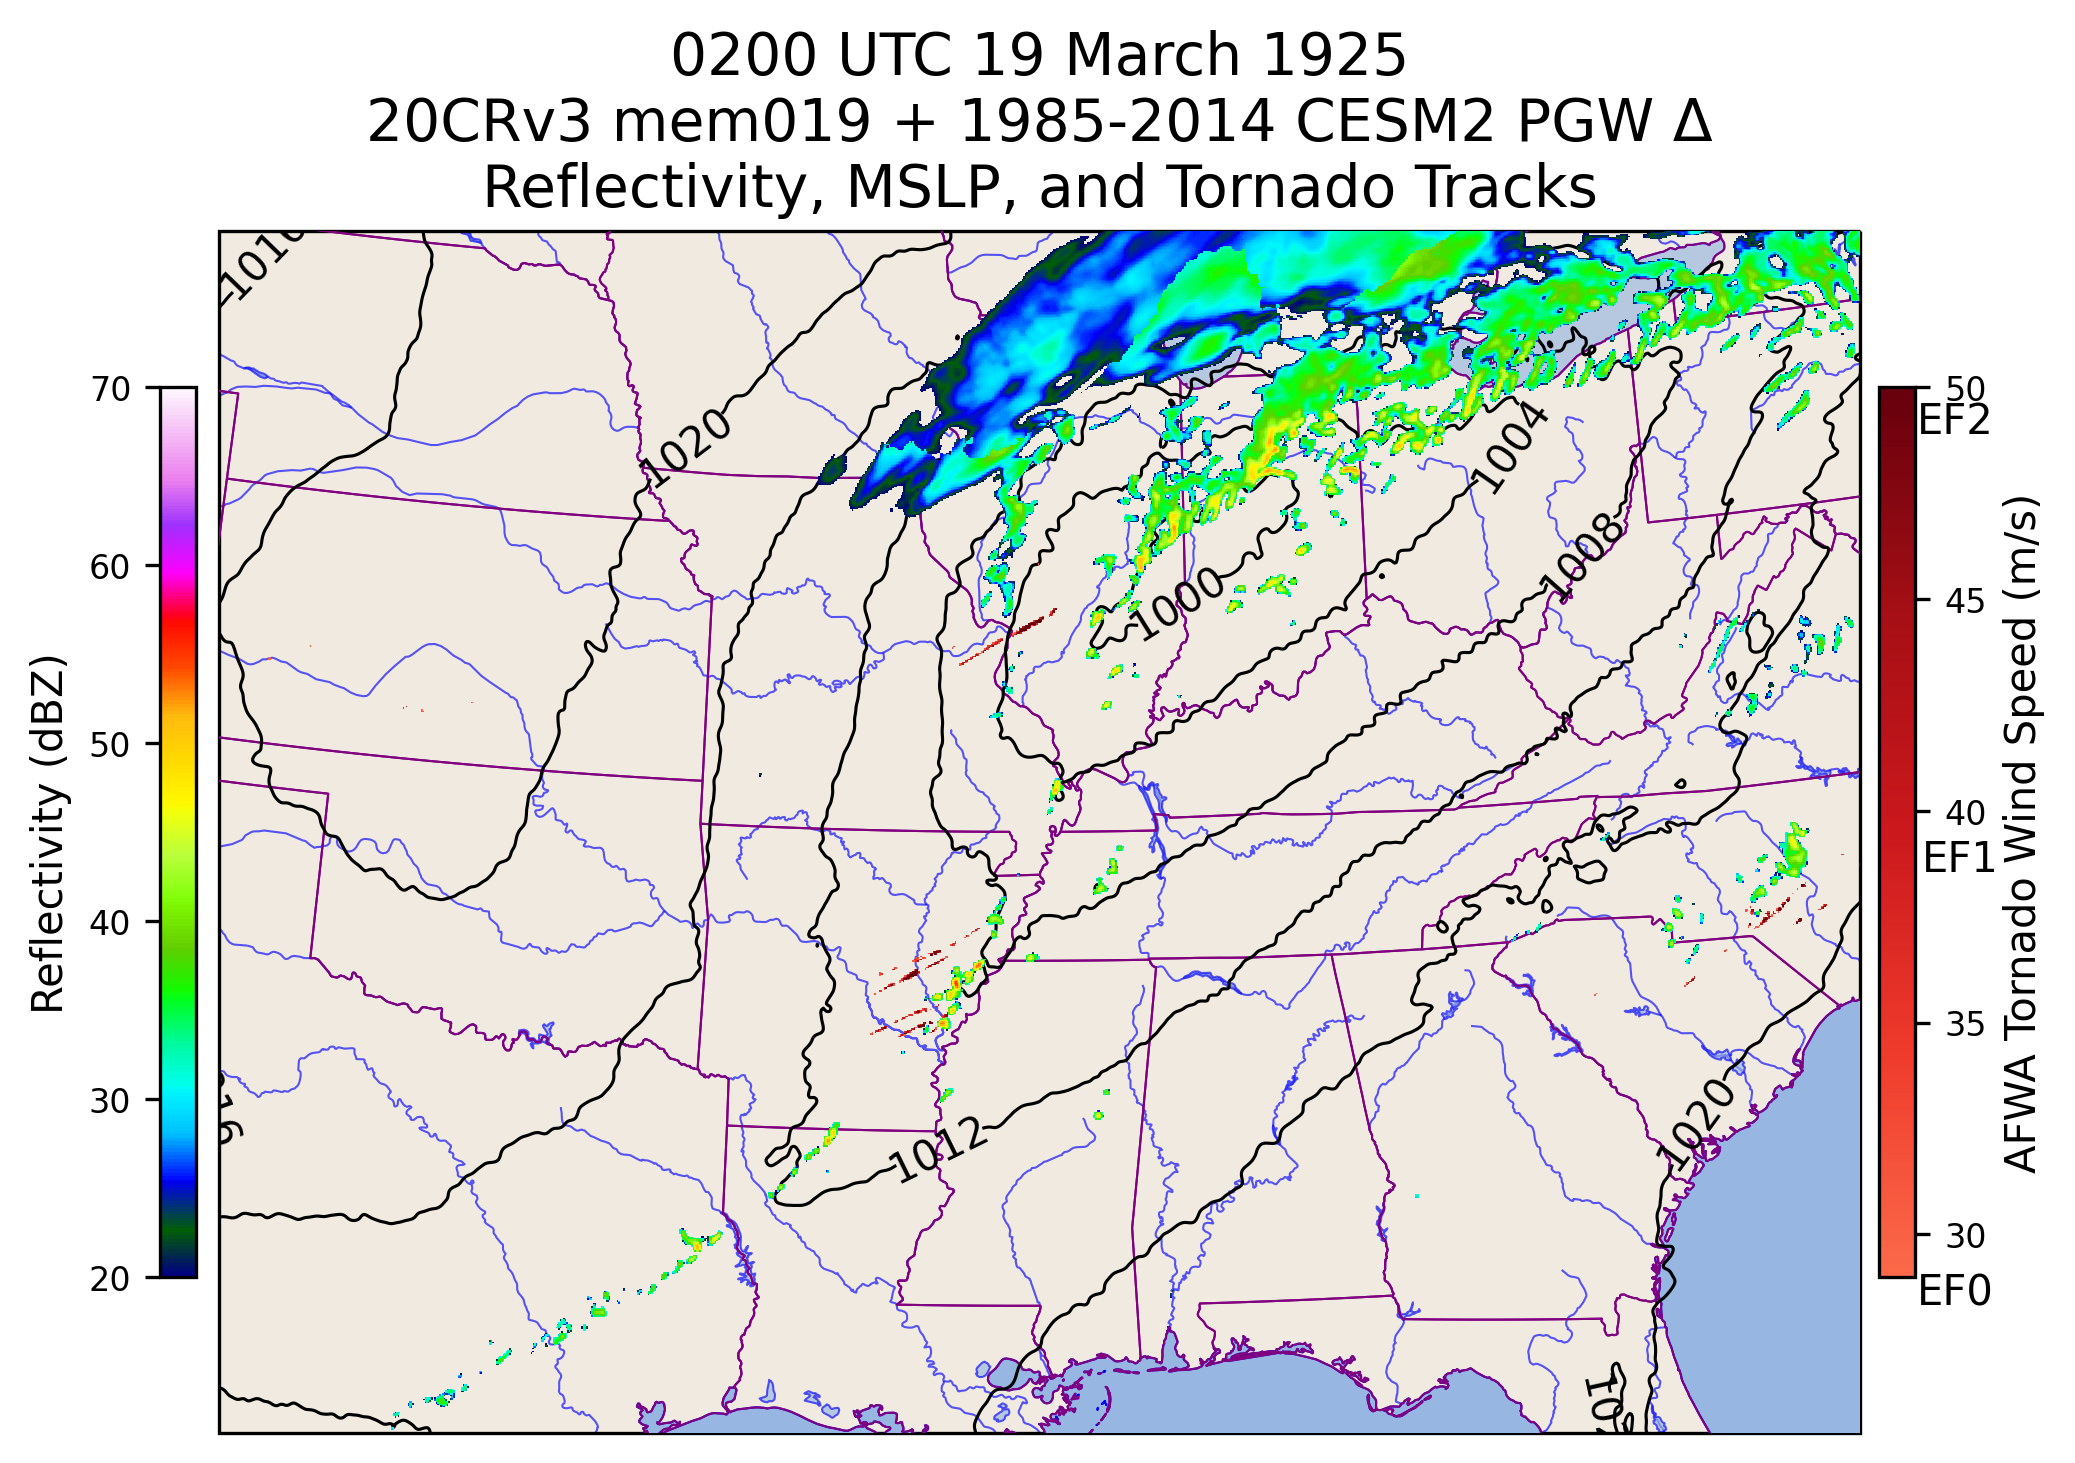 0200 UTC 19 March 1925
20CRv3 mem019 + 1985-2014 CESM2 PGW Δ
Reflectivity, MSLP, and Tornado Tracks
1016
1020
1004
1008
1000
1012
1020
16
102
70
60
50
40
30
20
Reflectivity (dBZ)
50
EF2
45
40
EF1
35
30
EF0
AFWA Tornado Wind Speed (m/s)